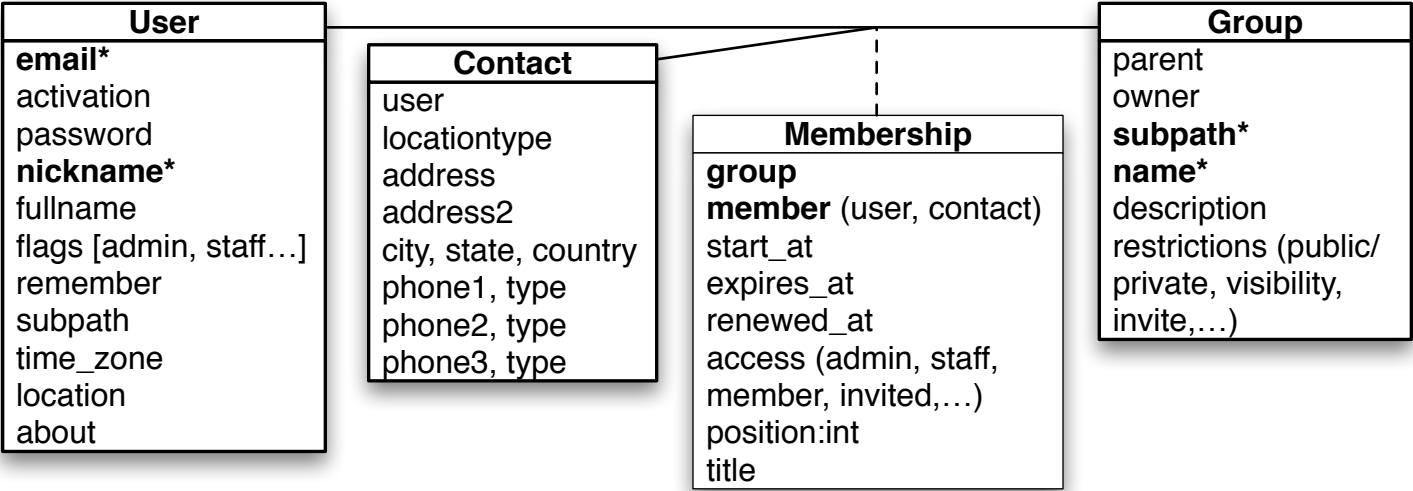 User
email*
activation
password
nickname*
fullname
flags [admin, staff…]
remember
subpath
time_zone
location
about
Contact
user
locationtype
address
address2
city, state, country
phone1, type
phone2, type
phone3, type
Membership
group
member (user, contact)
start_at
expires_at
renewed_at
access (admin, staff,
member, invited,…)
position:int
title
Group
parent
owner
subpath*
name*
description
restrictions (public/
private, visibility,
invite,…)